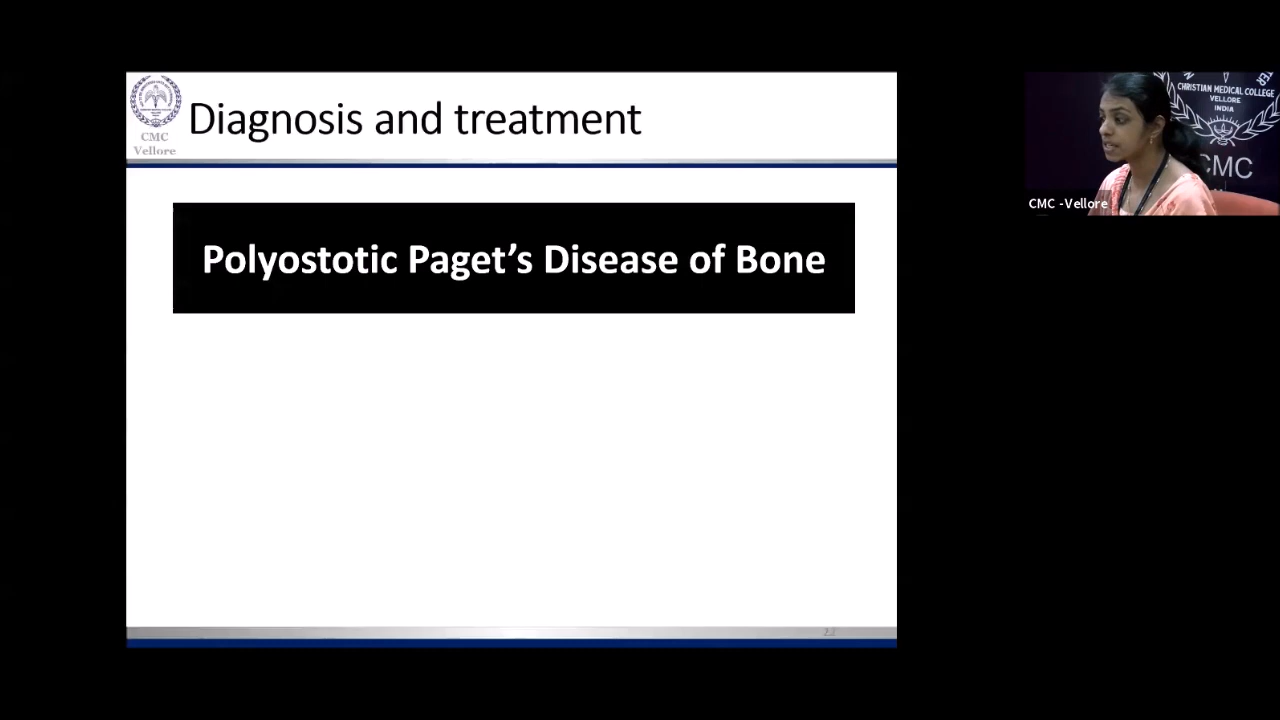 CMC
Vellore
Diagnosis and treatment
Polyostotic Paget’s Disease of Bone
CHRISTIAN MEDICAL COLLEGE
VELLORE
INDIA
CMC
CMC -Vellore